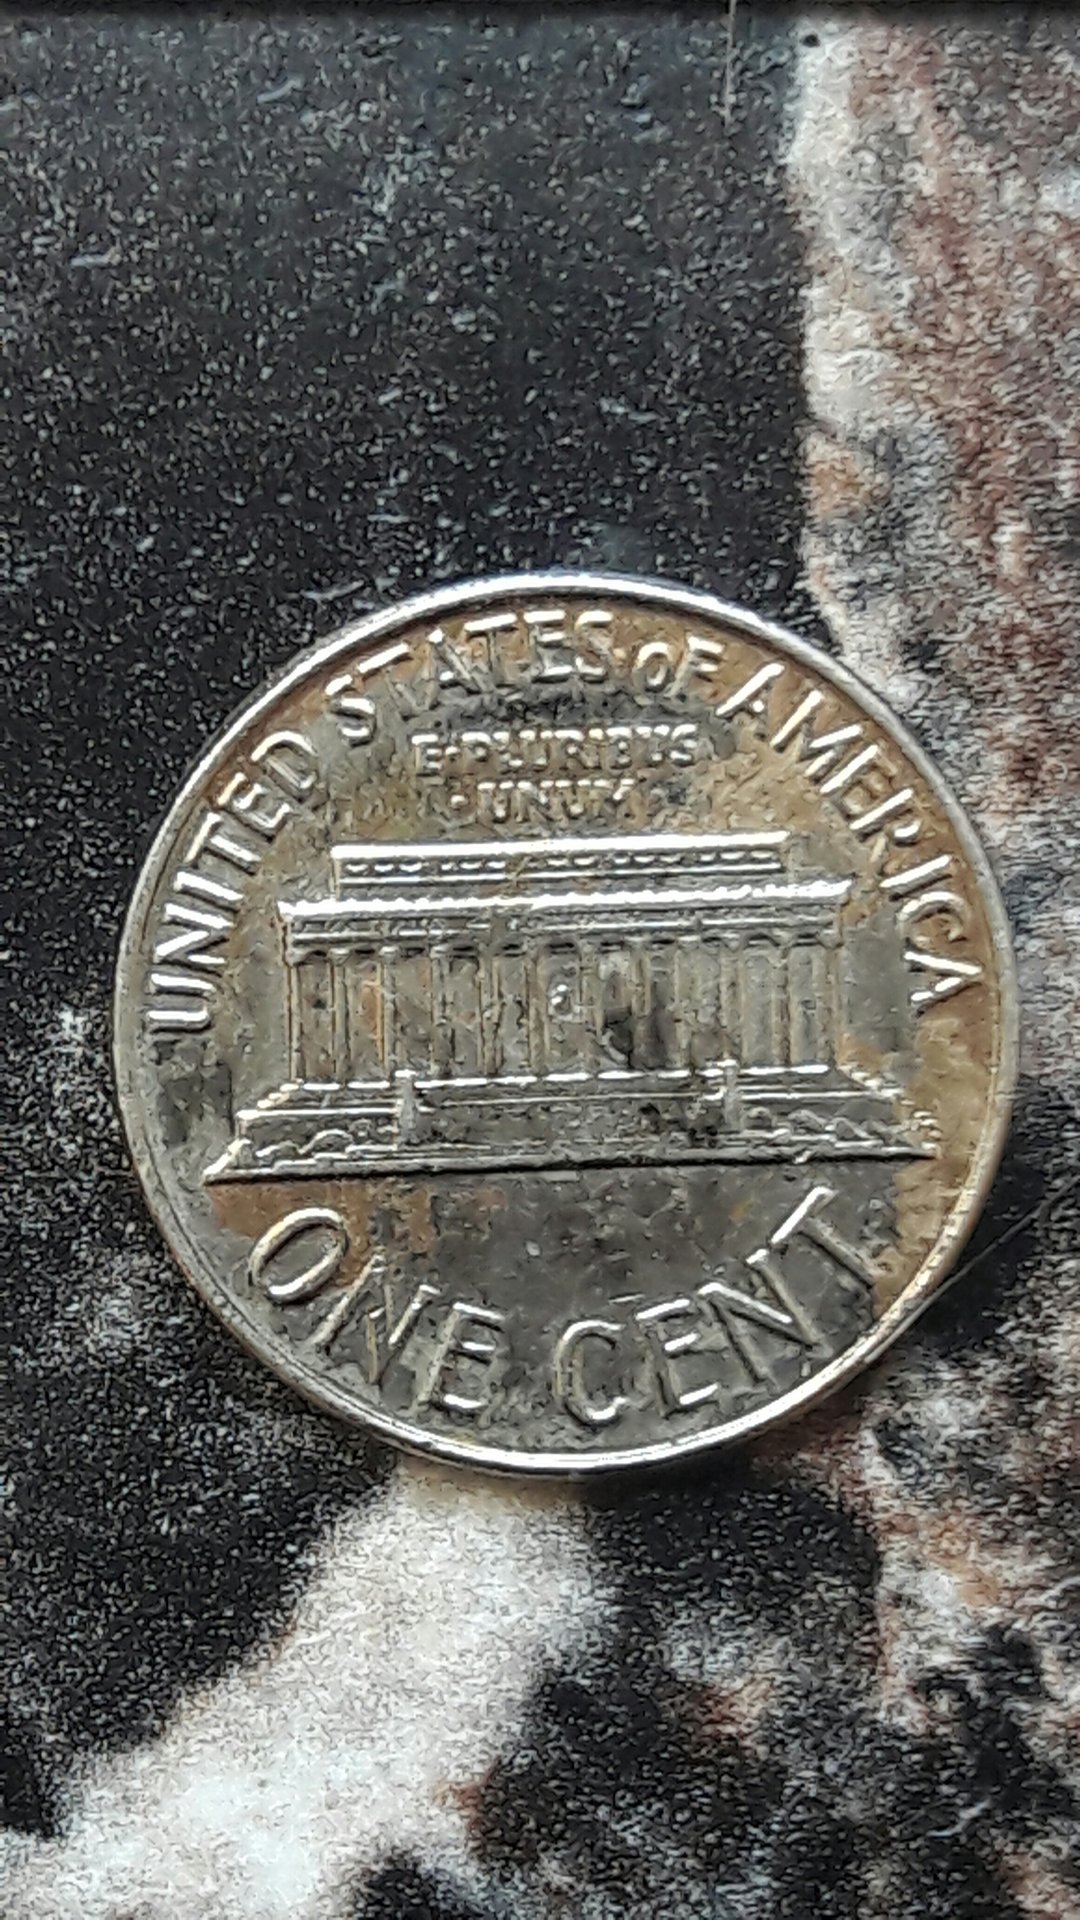 UNITED STATES OF AMERICA
E·PLURIBUS
·UNUM·
ONE CENT